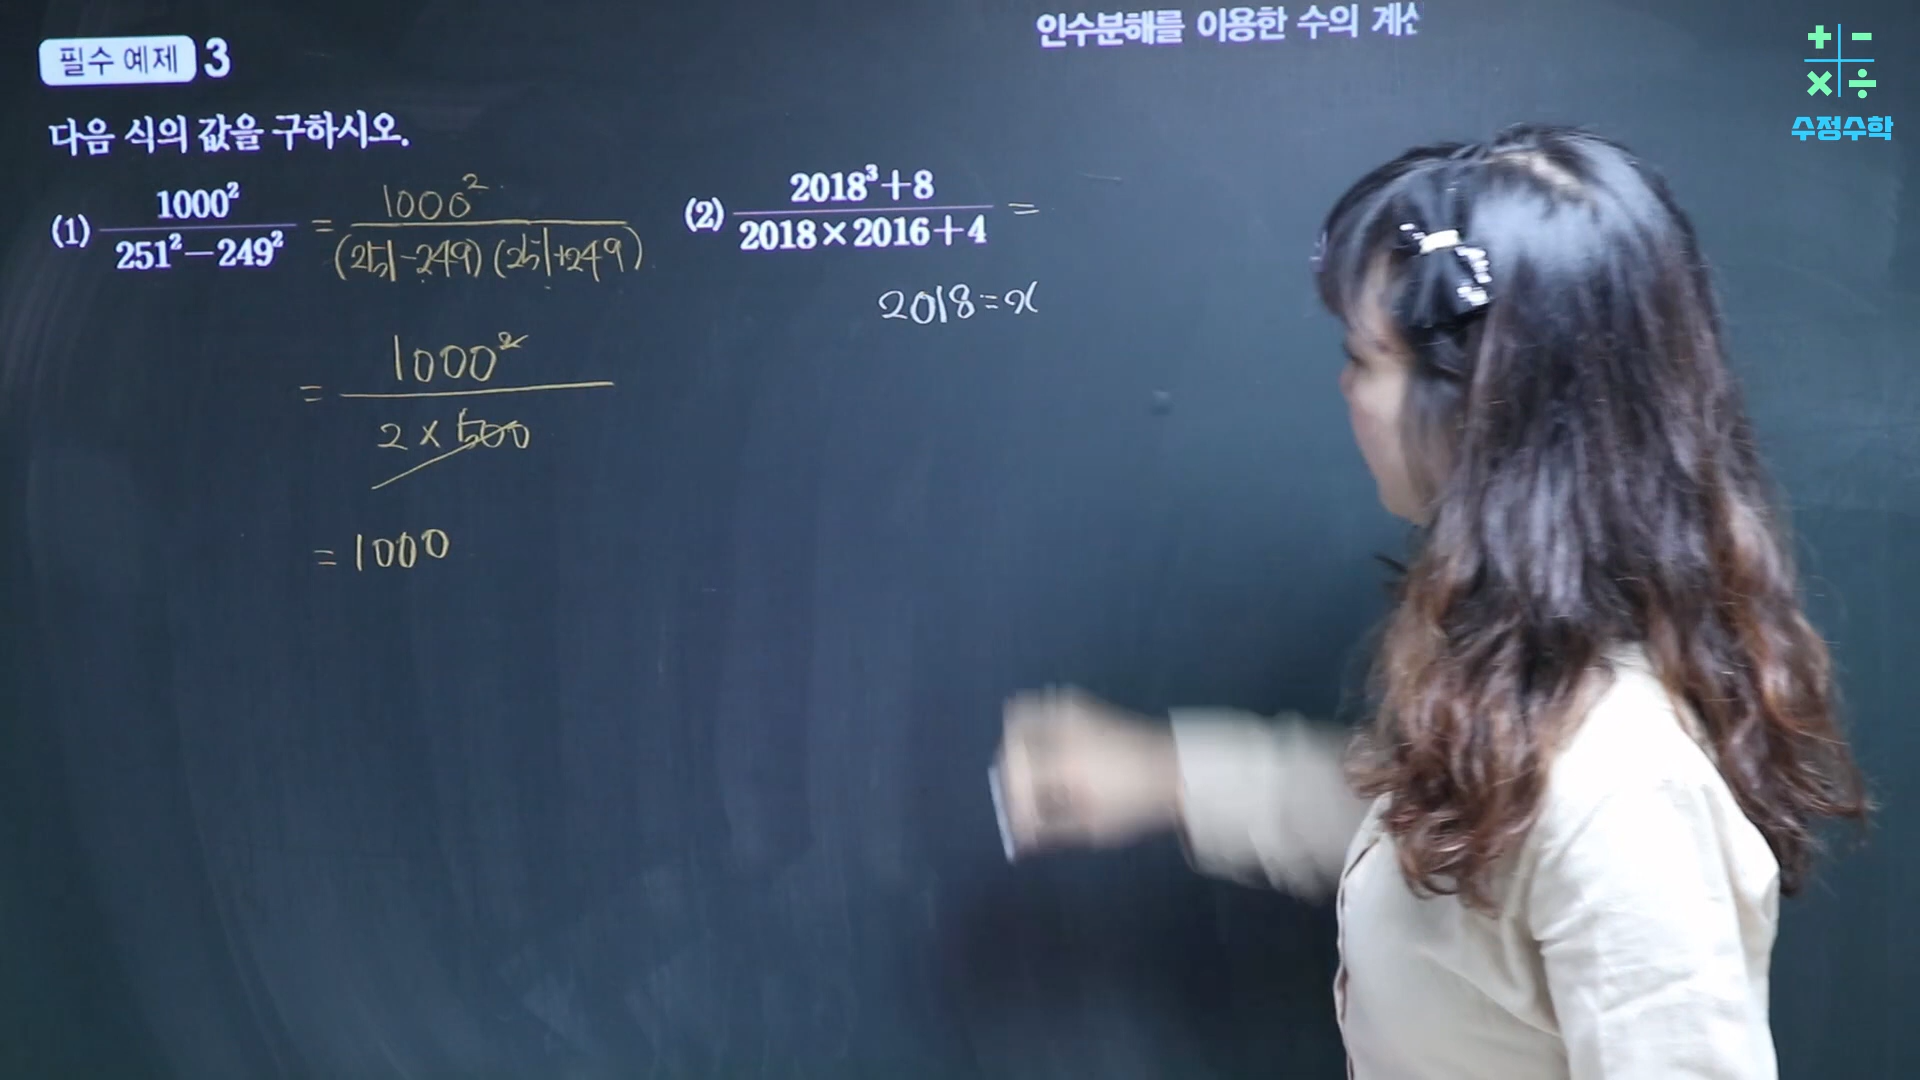 인수분해를 이용한 수의 계산
필수 예제 3
다음 식의 값을 구하시오.
(1) 1000²/251²−249² = 1000²/(251−249)(251+249)
= 1000²/2×500
= 1000
(2) 2018³+8/2018×2016+4 =
2018=x
+ − × ÷
수정수학